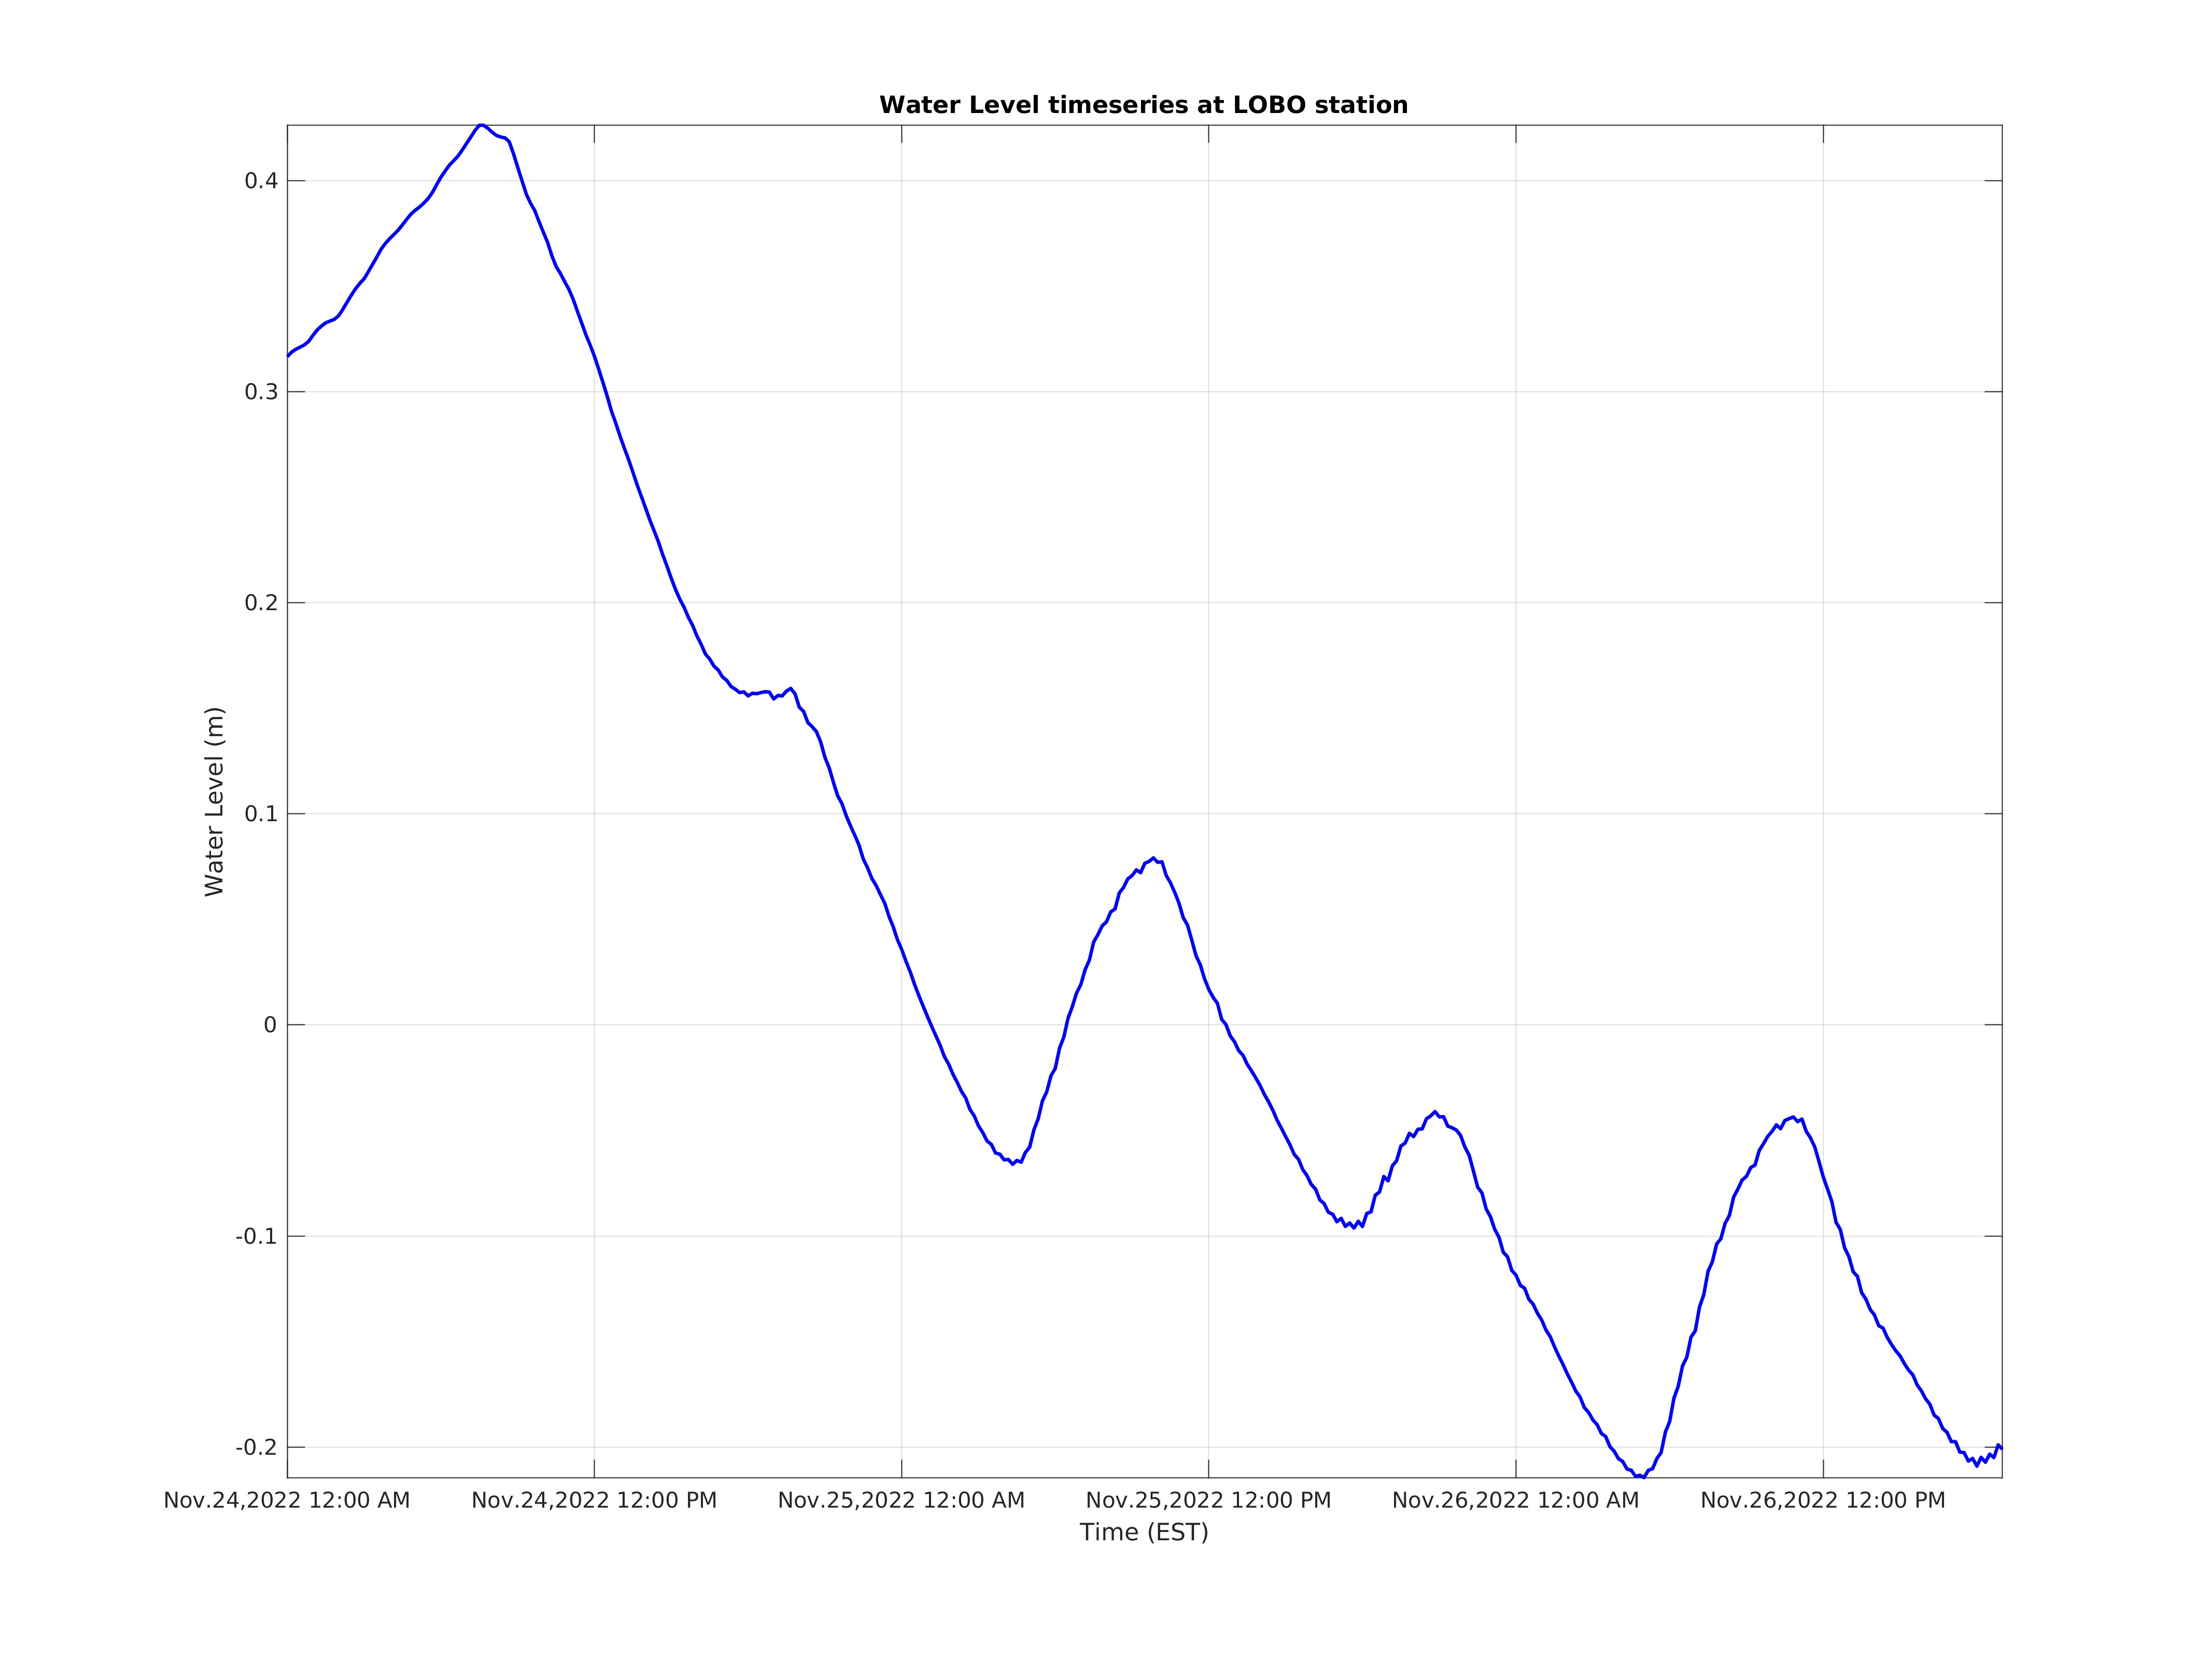 Water Level timeseries at LOBO station
0.4
0.3
0.2
0.1
0
-0.1
-0.2
Water Level (m)
Nov.24,2022 12:00 AM Nov.24,2022 12:00 PM Nov.25,2022 12:00 AM Nov.25,2022 12:00 PM Nov.26,2022 12:00 AM Nov.26,2022 12:00 PM
Time (EST)